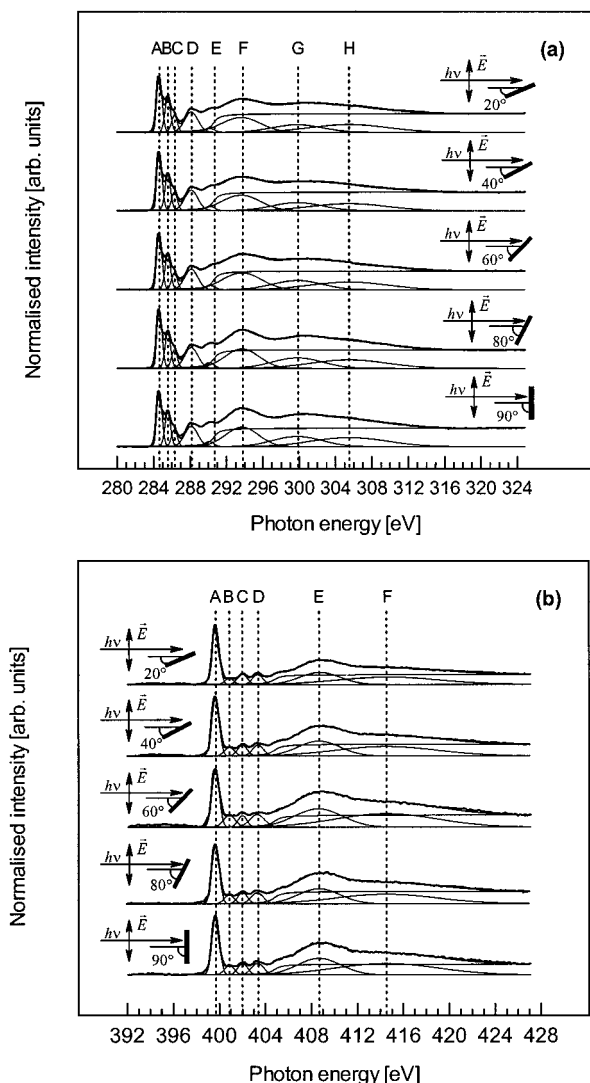 A B C D E F G H
(a)
hν E⃗
20°
hν E⃗
40°
hν E⃗
60°
hν E⃗
80°
hν E⃗
90°
Normalised intensity [arb. units]
280 284 288 292 296 300 304 308 312 316 320 324
Photon energy [eV]
A B C D E F
(b)
hν E⃗
20°
hν E⃗
40°
hν E⃗
60°
hν E⃗
80°
hν E⃗
90°
Normalised intensity [arb. units]
392 396 400 404 408 412 416 420 424 428
Photon energy [eV]